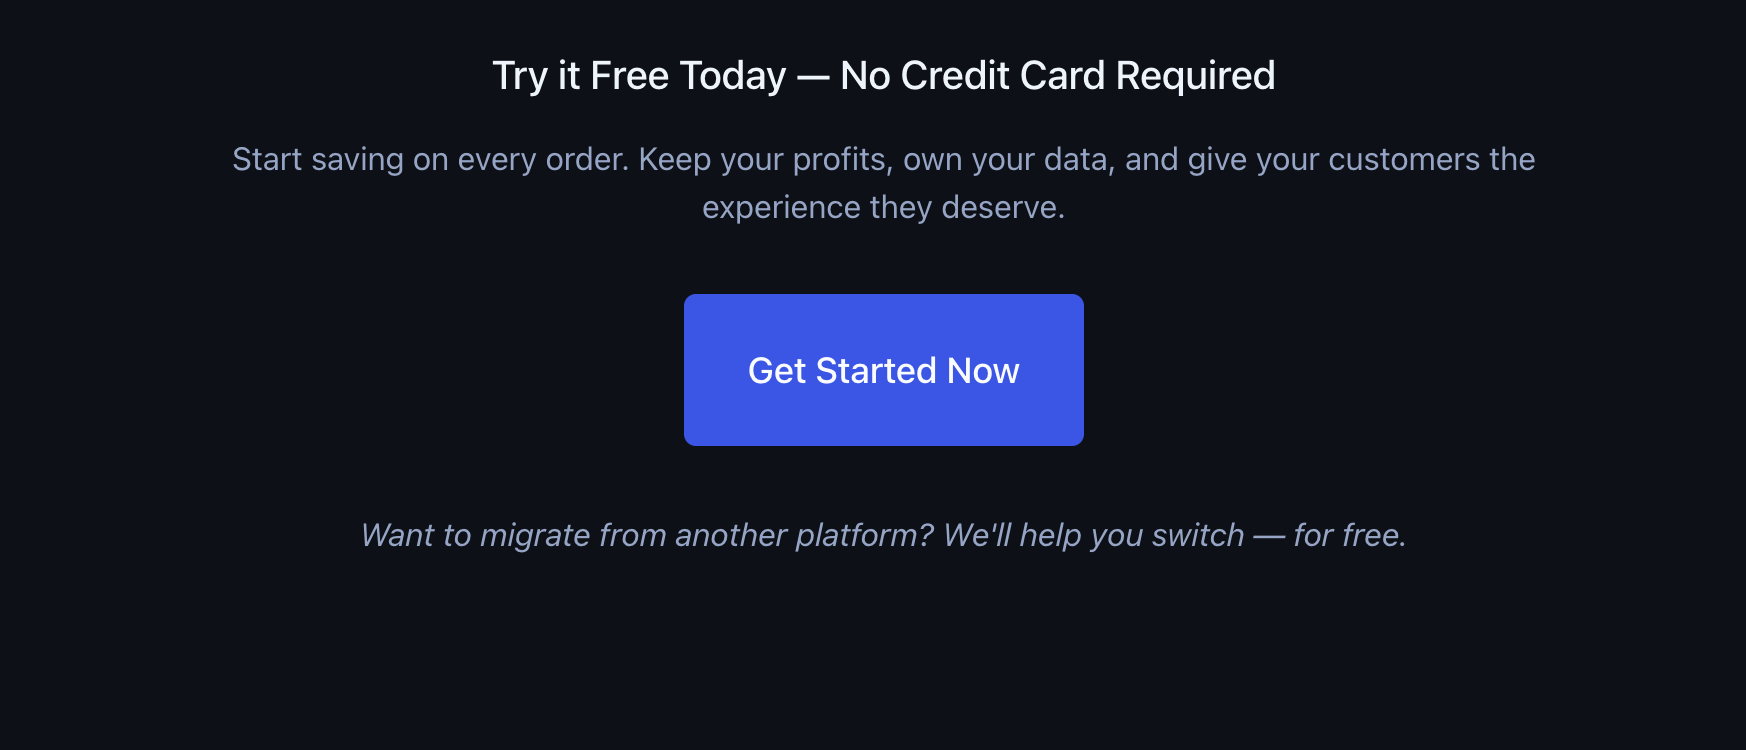 Try it Free Today — No Credit Card Required
Start saving on every order. Keep your profits, own your data, and give your customers the
experience they deserve.
Get Started Now
Want to migrate from another platform? We'll help you switch — for free.